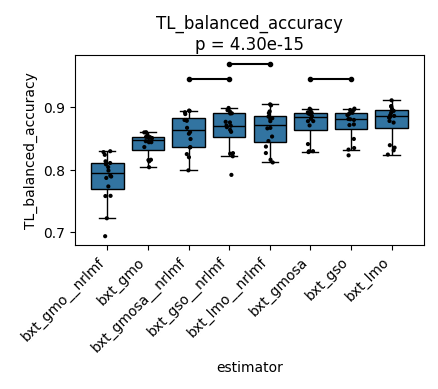 TL_balanced_accuracy
p = 4.30e-15
TL_balanced_accuracy
0.9
0.8
0.7
bxt_gmo__nrlmf
bxt_gmo
bxt_gmosa__nrlmf
bxt_gso__nrlmf
bxt_lmo__nrlmf
bxt_gmosa
bxt_gso
bxt_lmo
estimator